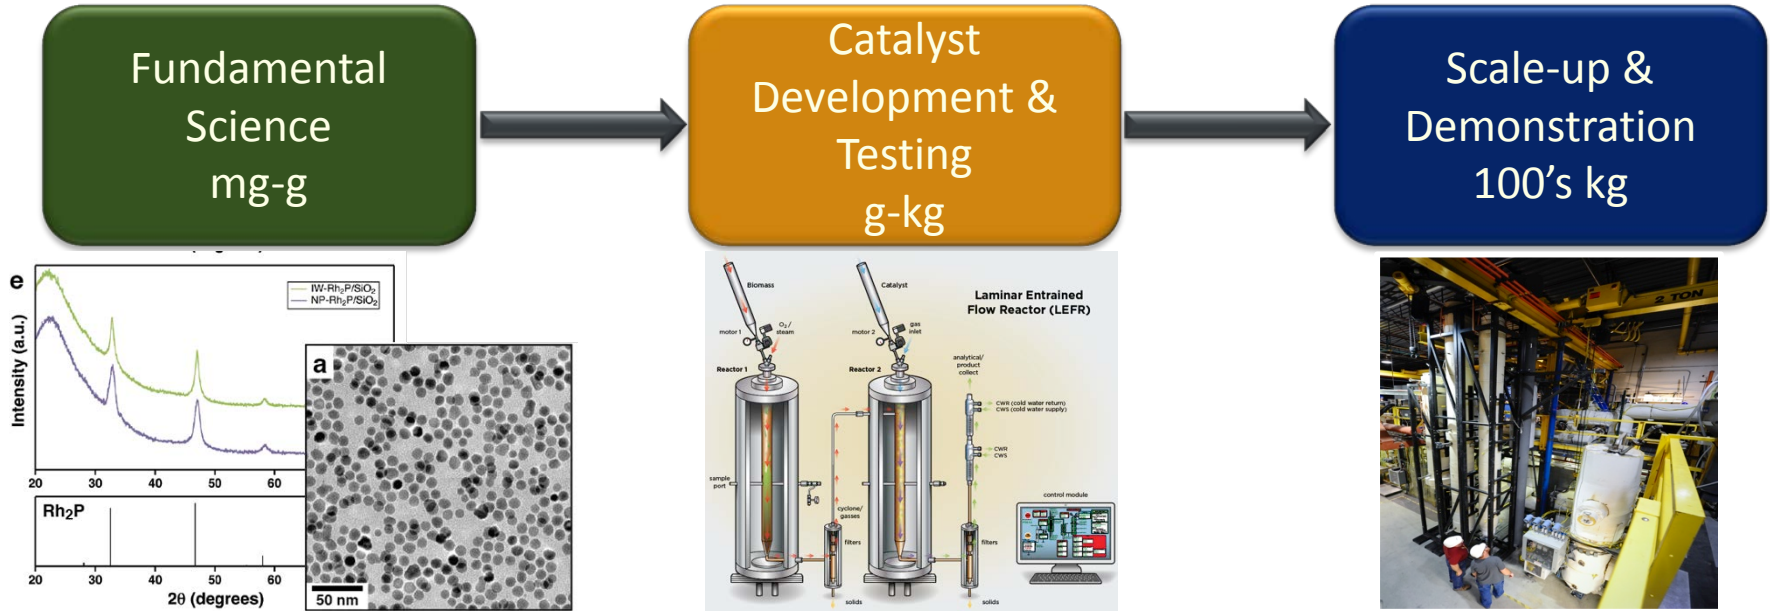 Fundamental
Science
mg-g
Catalyst
Development &
Testing
g-kg
Scale-up &
Demonstration
100's kg
e
Intensity (a.u.)
IW-Rh₂P/SiO₂
NP-Rh₂P/SiO₂
20 30 40 50 60
Rh₂P
20 30 40 50 60
2θ (degrees)
a
50 nm
Biomass
Catalyst
Laminar Entrained
Flow Reactor (LEFR)
motor 1
O₂ /
steam
motor 2
gas
inlet
Reactor 1
Reactor 2
analytical/
product
collect
CWR (cold water return)
CWS (cold water supply)
CWR
CWS
sample
port
cyclone/
gasses
control module
filters
filters
solids
solids
2 TON